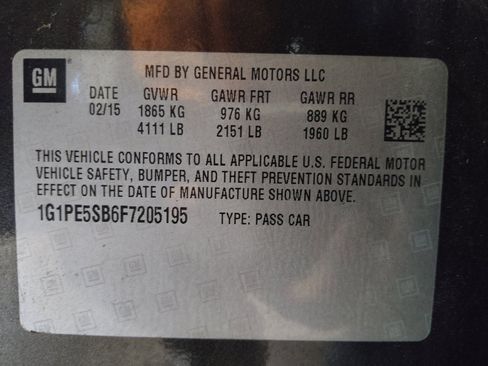 GM
MFD BY GENERAL MOTORS LLC
DATE GVWR GAWR FRT GAWR RR
02/15 1865 KG 976 KG 889 KG
4111 LB 2151 LB 1960 LB
THIS VEHICLE CONFORMS TO ALL APPLICABLE U.S. FEDERAL MOTOR
VEHICLE SAFETY, BUMPER, AND THEFT PREVENTION STANDARDS IN
EFFECT ON THE DATE OF MANUFACTURE SHOWN ABOVE.
1G1PE5SB6F7205195 TYPE: PASS CAR